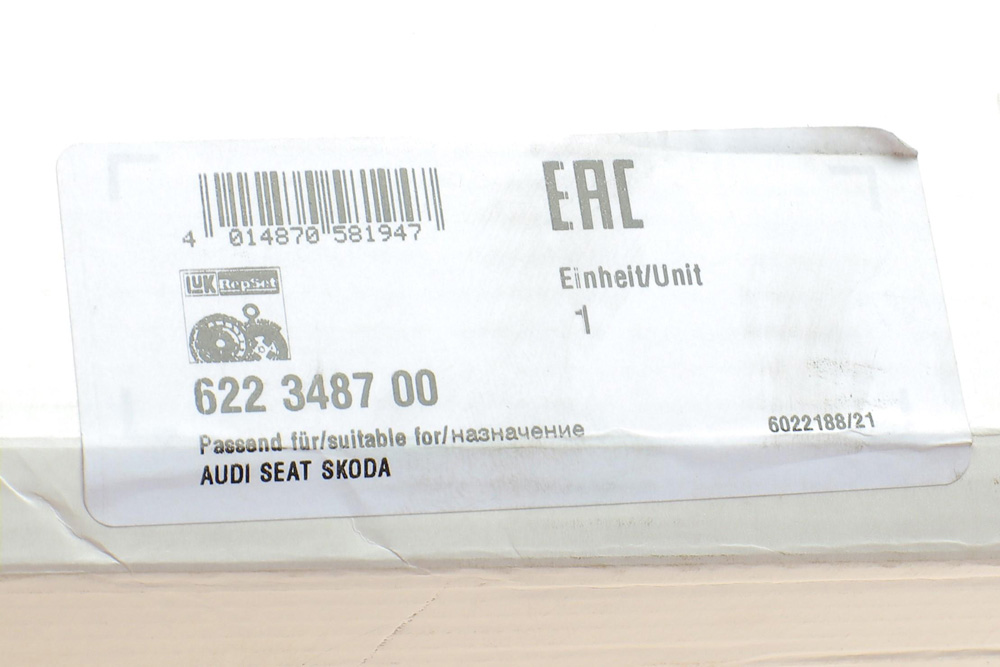 4 014870 581947
EAC
LUK RepSet
Einheit/Unit
1
622 3487 00
Passend für/suitable for/назначение
6022188/21
AUDI SEAT SKODA